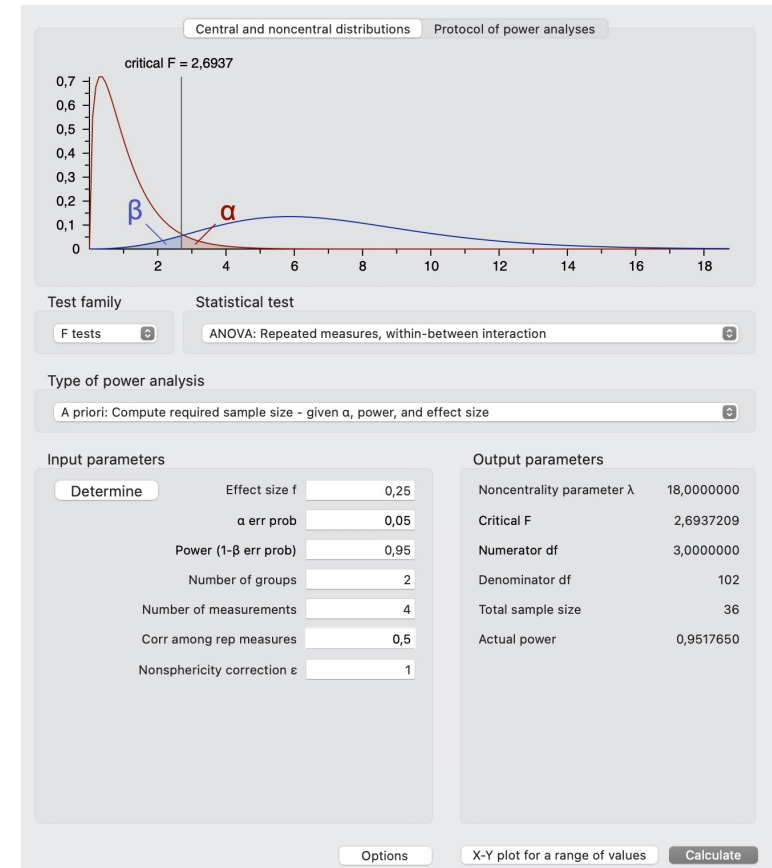 Central and noncentral distributions Protocol of power analyses
critical F = 2,6937
0,7
0,6
0,5
0,4
0,3
0,2
0,1
0
β α
2 4 6 8 10 12 14 16 18
Test family Statistical test
F tests ANOVA: Repeated measures, within-between interaction
Type of power analysis
A priori: Compute required sample size - given α, power, and effect size
Input parameters Output parameters
Determine Effect size f 0,25 Noncentrality parameter λ 18,0000000
α err prob 0,05 Critical F 2,6937209
Power (1-β err prob) 0,95 Numerator df 3,0000000
Number of groups 2 Denominator df 102
Number of measurements 4 Total sample size 36
Corr among rep measures 0,5 Actual power 0,9517650
Nonsphericity correction ε 1
Options X-Y plot for a range of values Calculate